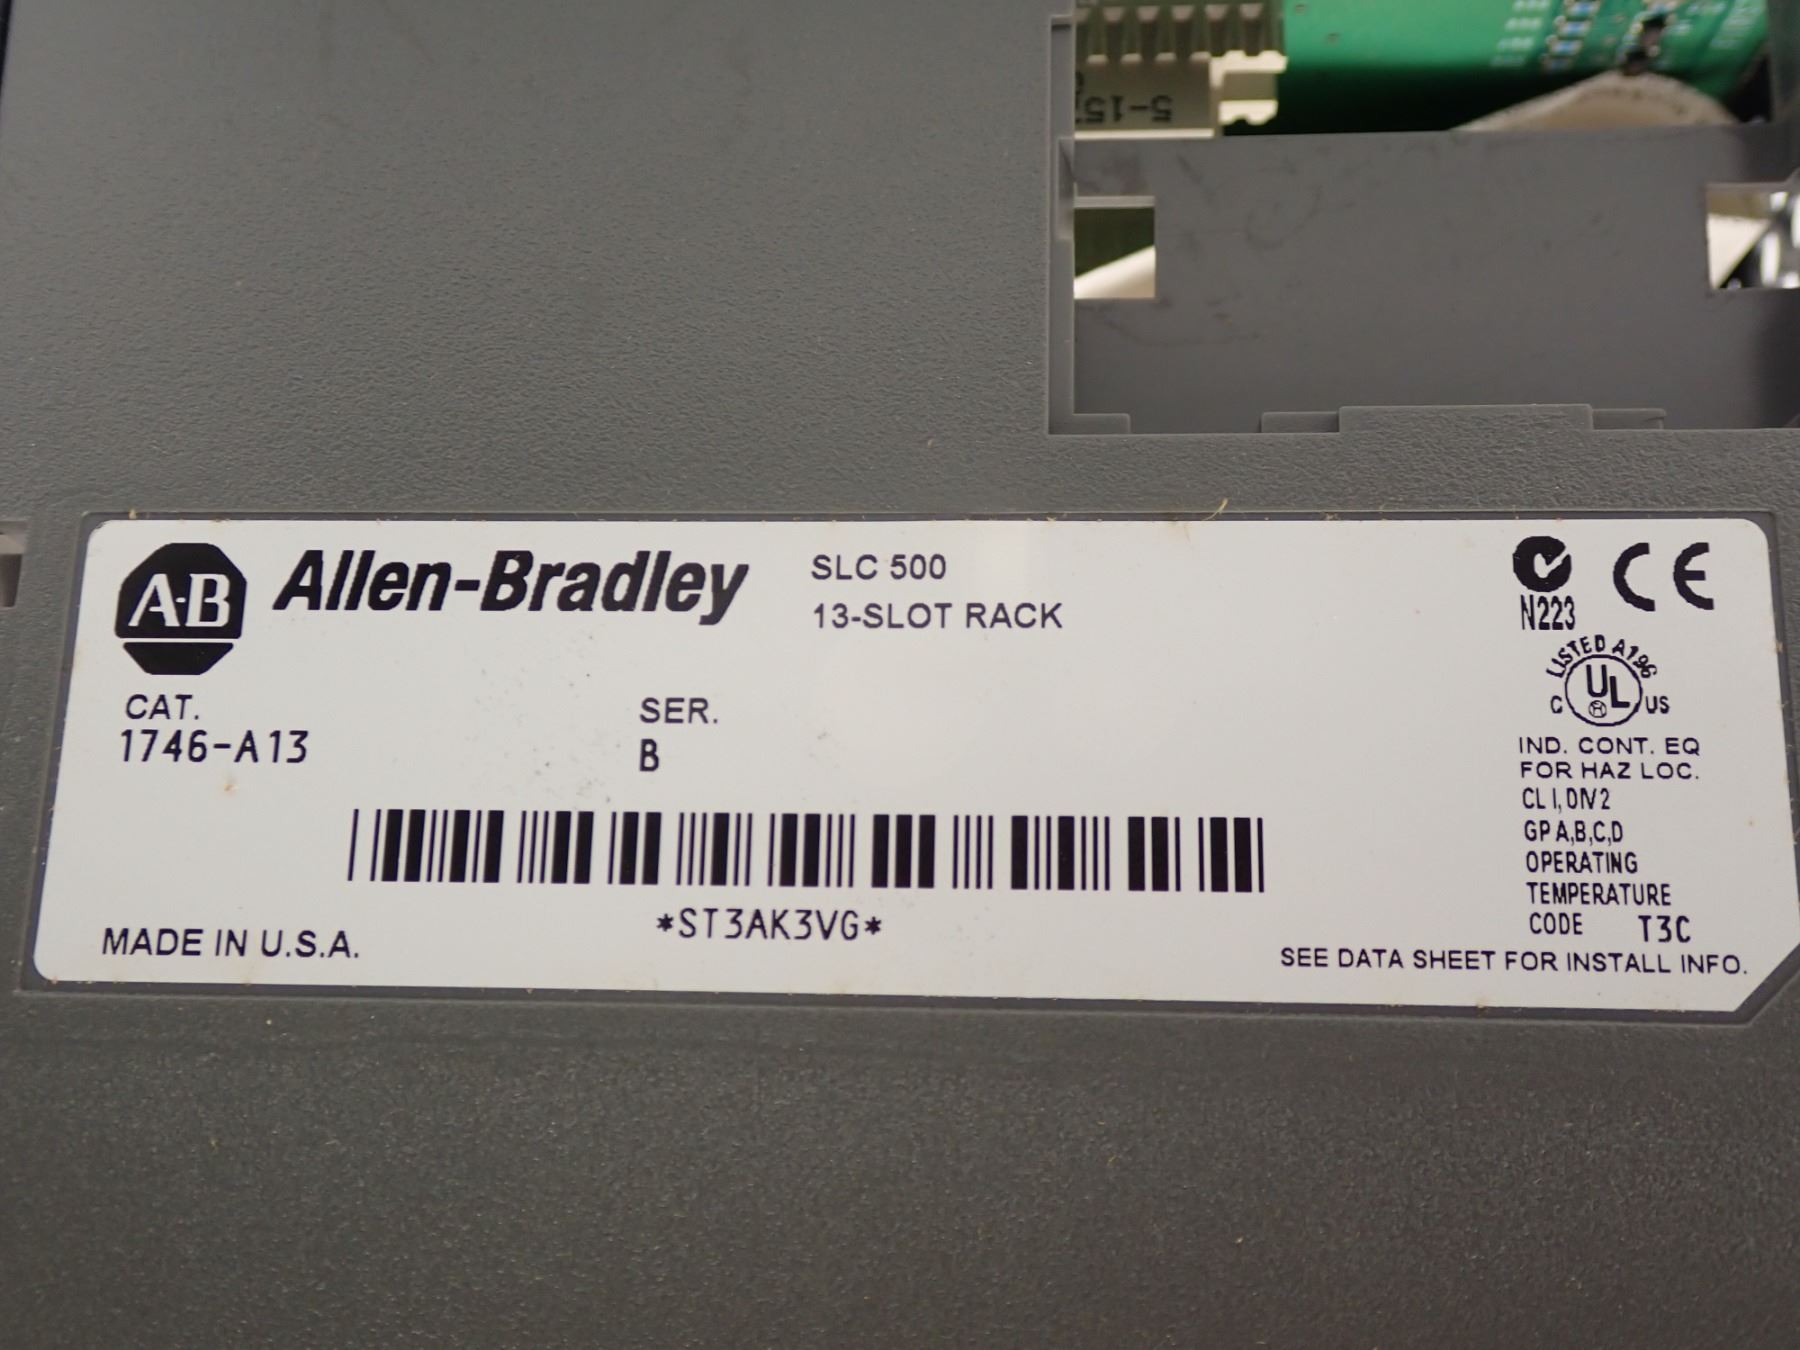 A-B Allen-Bradley
SLC 500
13-SLOT RACK
N223
CE
LISTED A196
C UL US
CAT.
1746-A13
SER.
B
IND. CONT. EQ
FOR HAZ LOC.
CL I, DIV 2
GP A,B,C,D
OPERATING
TEMPERATURE
CODE T3C
*ST3AK3VG*
MADE IN U.S.A.
SEE DATA SHEET FOR INSTALL INFO.